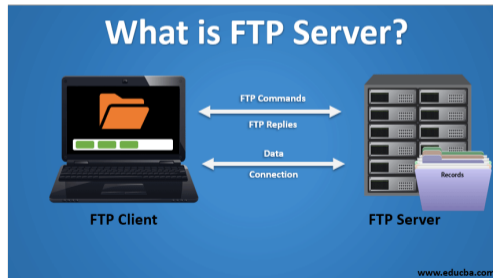 What is FTP Server?
FTP Commands
FTP Replies
Data
Connection
Records
FTP Client
FTP Server
www.educba.com